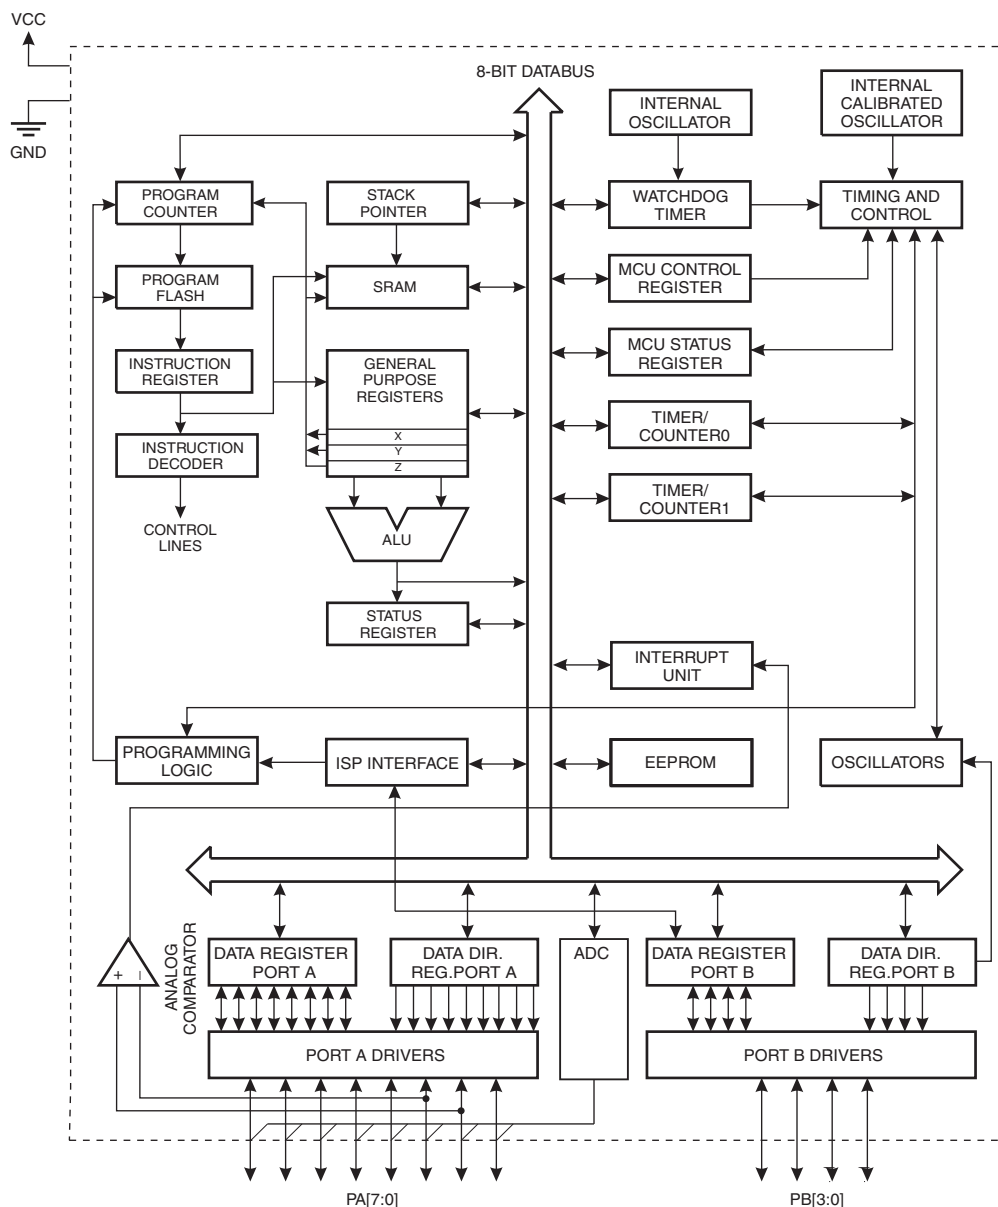 VCC
GND
8-BIT DATABUS
INTERNAL
OSCILLATOR
INTERNAL
CALIBRATED
OSCILLATOR
PROGRAM
COUNTER
STACK
POINTER
WATCHDOG
TIMER
TIMING AND
CONTROL
PROGRAM
FLASH
SRAM
MCU CONTROL
REGISTER
INSTRUCTION
REGISTER
GENERAL
PURPOSE
REGISTERS
X
Y
Z
MCU STATUS
REGISTER
INSTRUCTION
DECODER
TIMER/
COUNTER0
TIMER/
COUNTER1
CONTROL
LINES
ALU
STATUS
REGISTER
INTERRUPT
UNIT
PROGRAMMING
LOGIC
ISP INTERFACE
EEPROM
OSCILLATORS
ANALOG
COMPARATOR
+
–
DATA REGISTER
PORT A
DATA DIR.
REG.PORT A
ADC
DATA REGISTER
PORT B
DATA DIR.
REG.PORT B
PORT A DRIVERS
PORT B DRIVERS
PA[7:0]
PB[3:0]